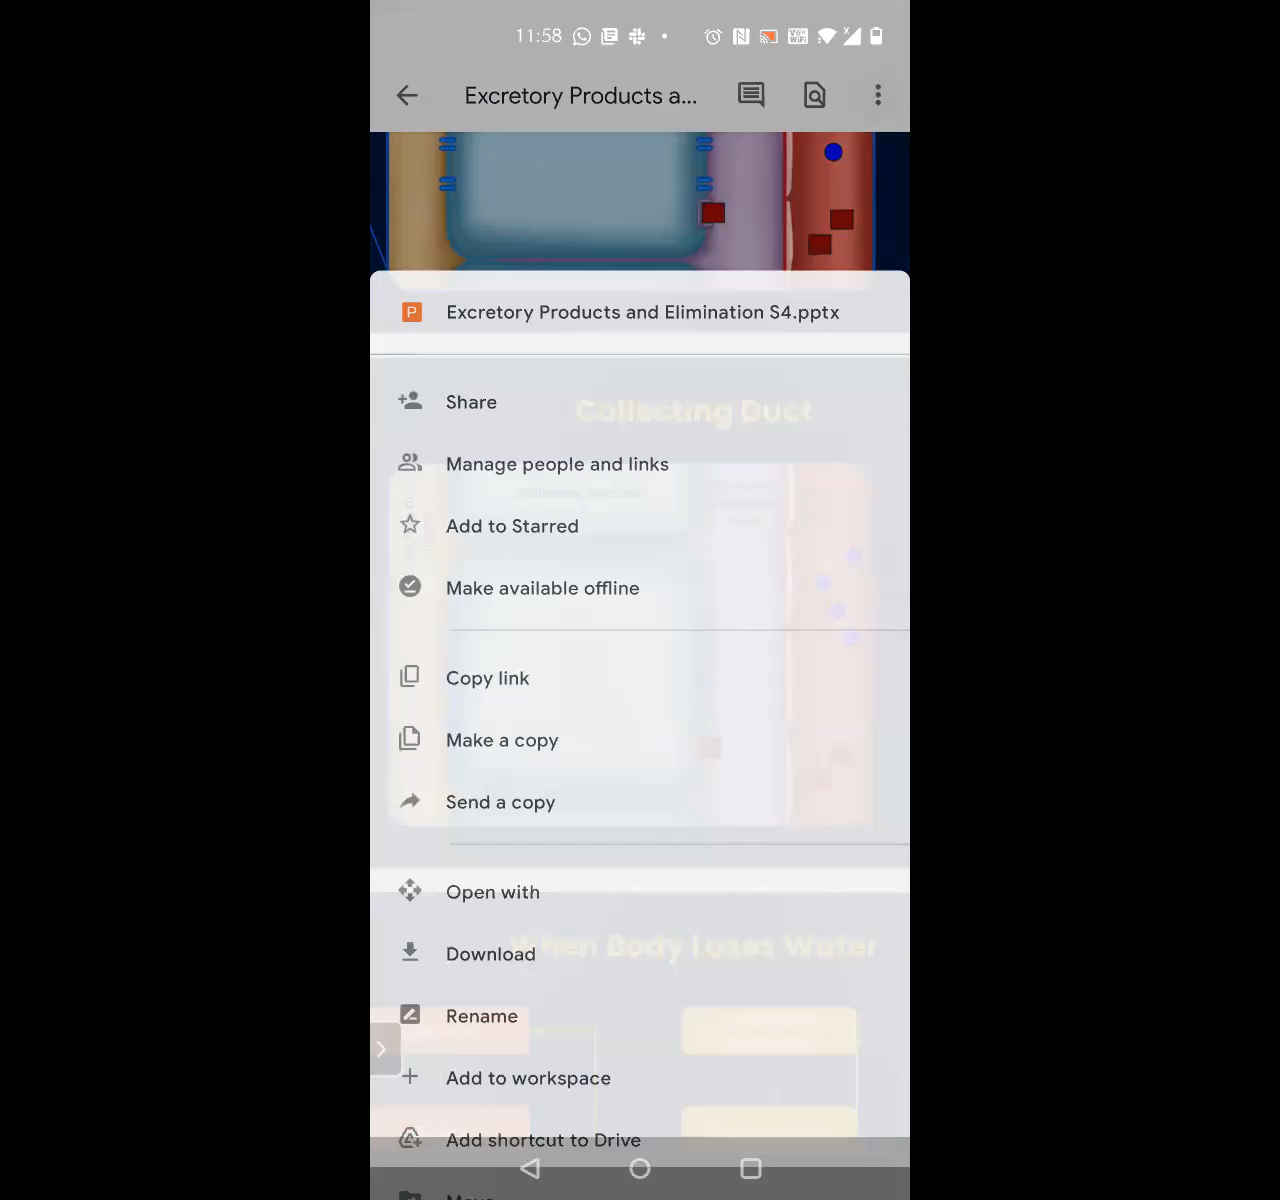 11:58
Excretory Products a...
P Excretory Products and Elimination S4.pptx
Share
Collecting Duct
Manage people and links
Add to Starred
Make available offline
Copy link
Make a copy
Send a copy
Open with
When Body Loses Water
Download
Rename
Add to workspace
Add shortcut to Drive